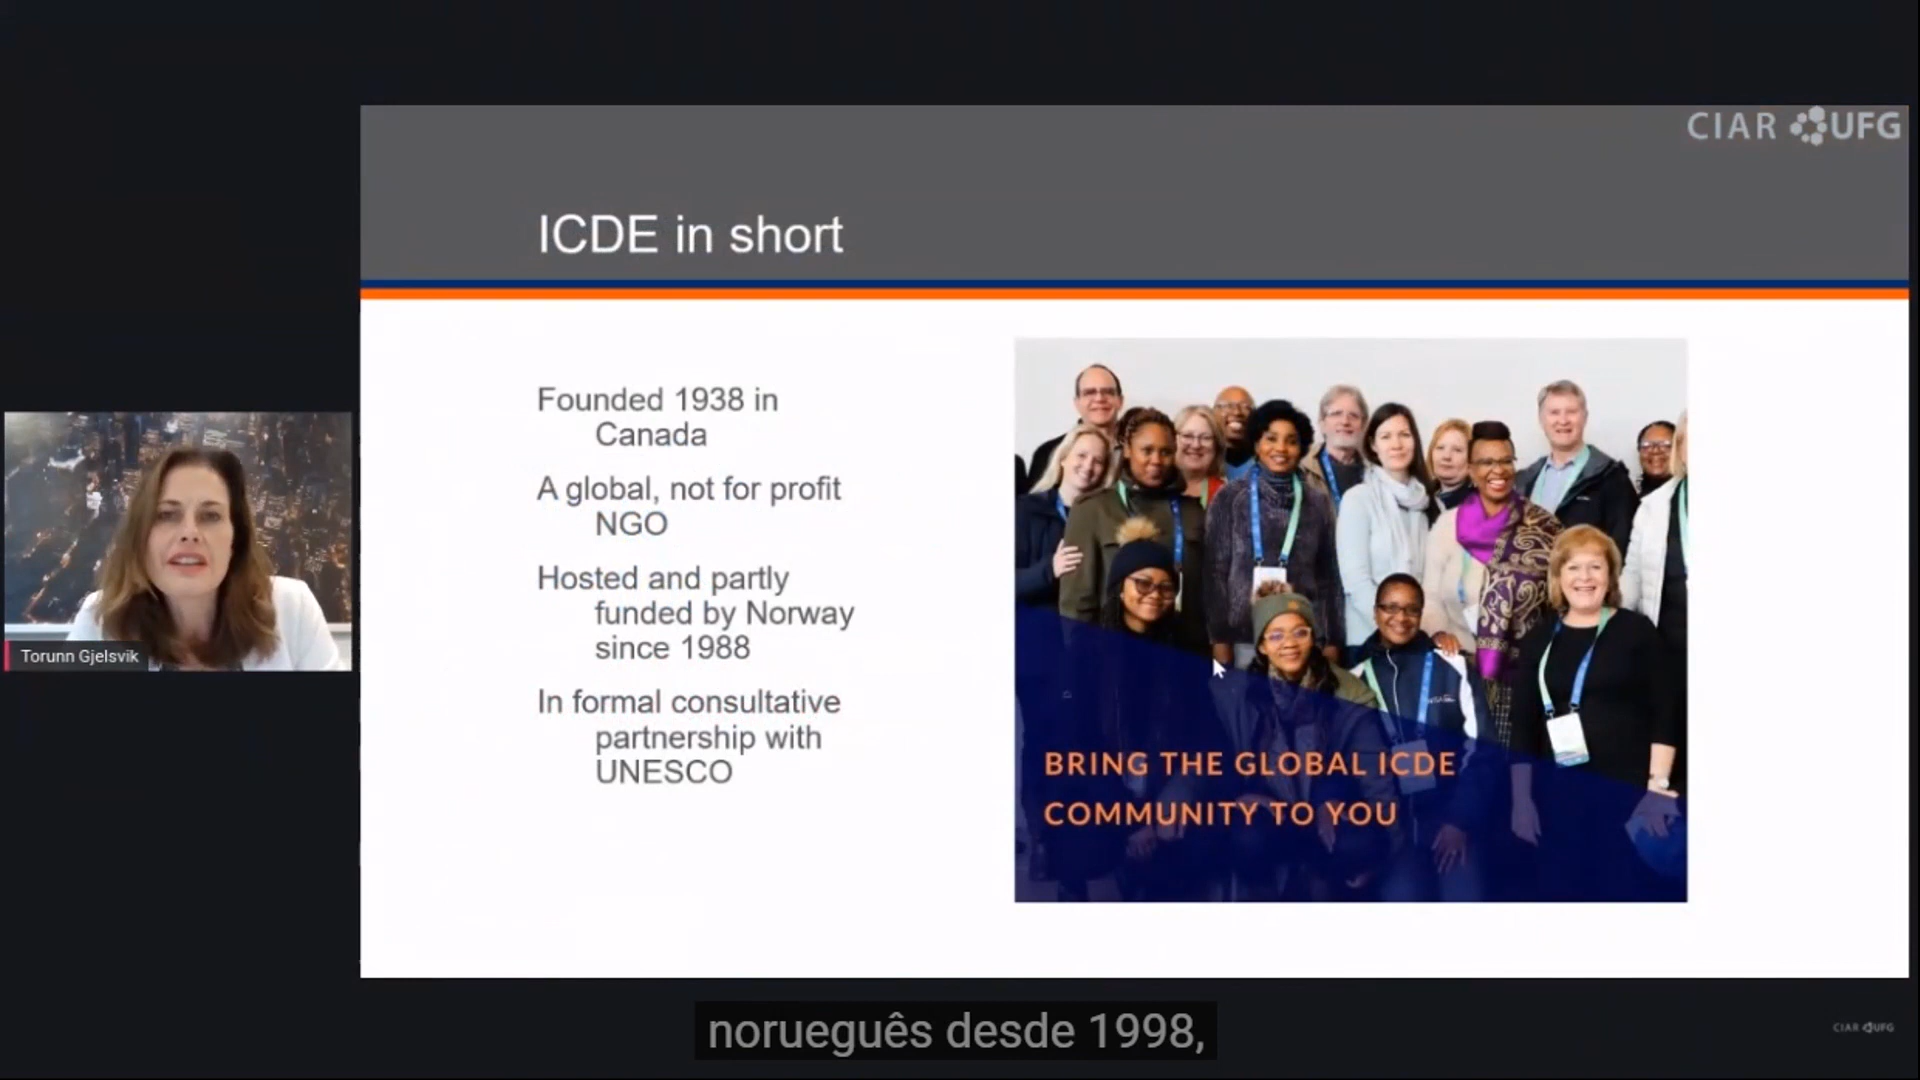 CIAR UFG
ICDE in short
Founded 1938 in
Canada
A global, not for profit
NGO
Hosted and partly
funded by Norway
since 1988
In formal consultative
partnership with
UNESCO
BRING THE GLOBAL ICDE
COMMUNITY TO YOU
Torunn Gjelsvik
norueguês desde 1998,
CIAR UFG